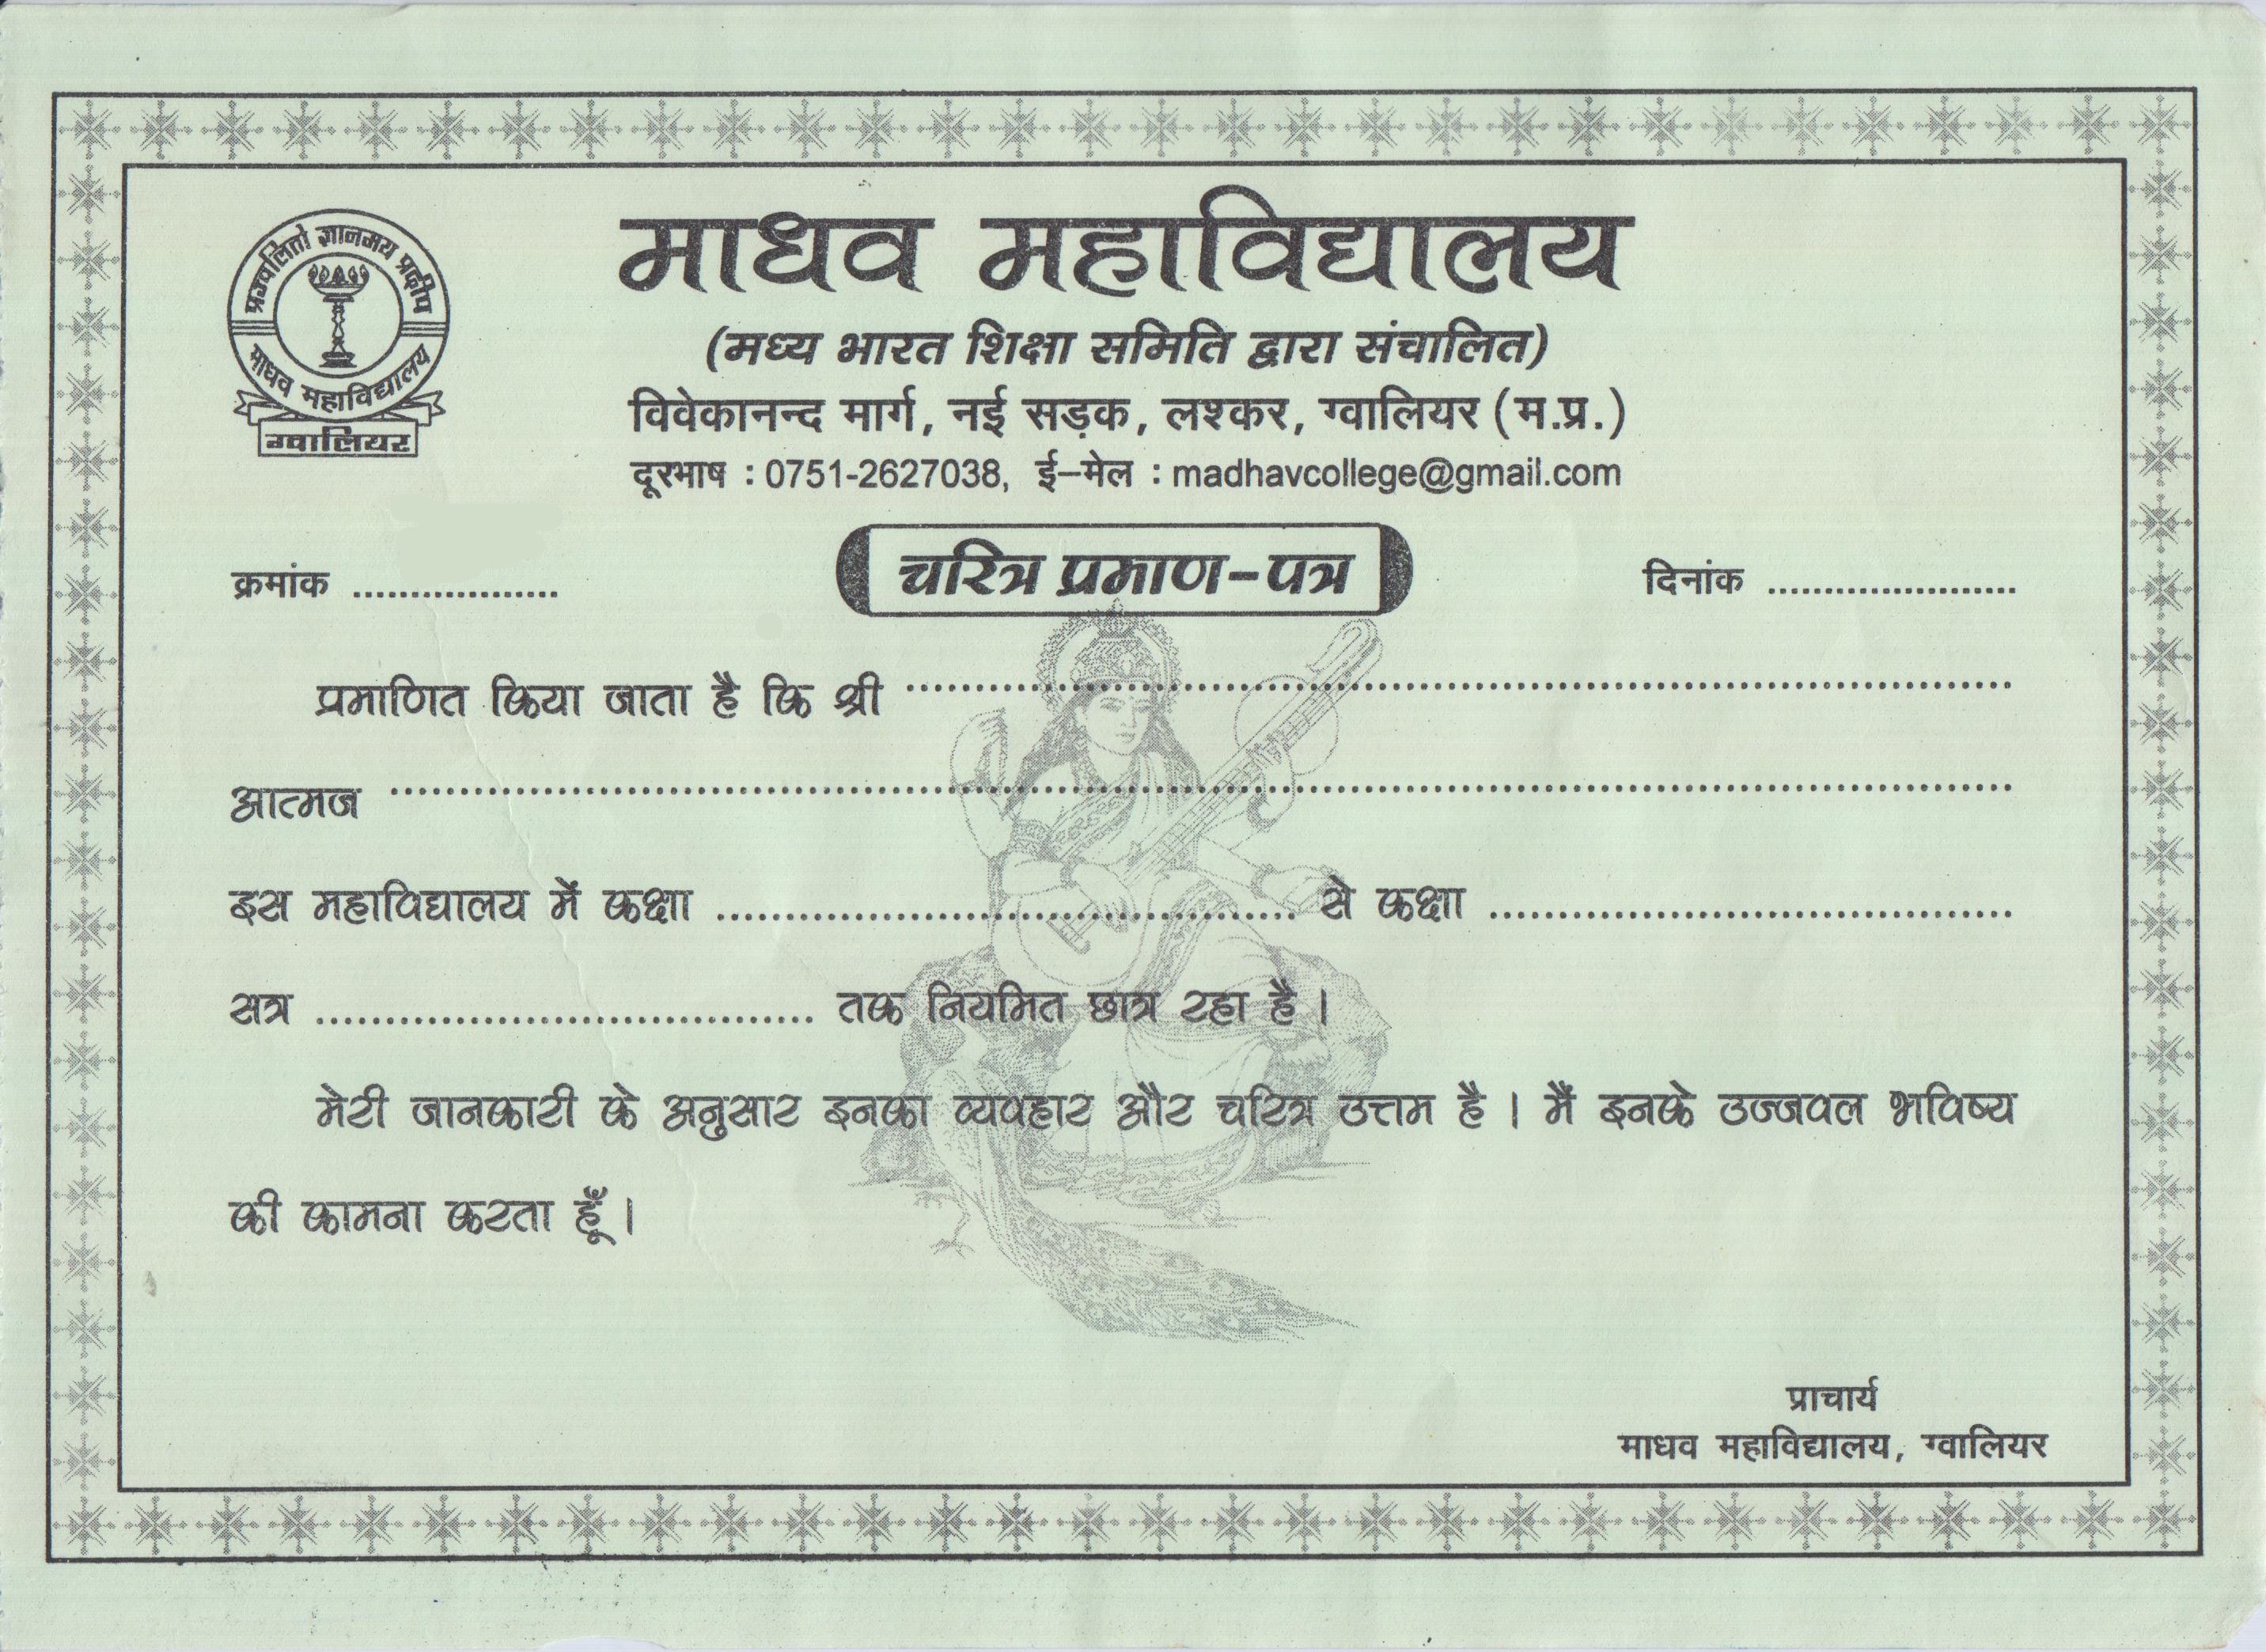 माधव महाविद्यालय
(मध्य भारत शिक्षा समिति द्वारा संचालित)
विवेकानन्द मार्ग, नई सड़क, लश्कर, ग्वालियर (म.प्र.)
दूरभाष : 0751-2627038, ई-मेल : madhavcollege@gmail.com
प्रज्वलितो ज्ञानमय प्रदीप
माधव महाविद्यालय
ग्वालियर
क्रमांक .................. चरित्र प्रमाण-पत्र दिनांक ......................
प्रमाणित किया जाता है कि श्री ................................................................
आत्मज ................................................................
इस महाविद्यालय में कक्षा .................................................. से कक्षा ..............................................
सत्र ............................................ तक नियमित छात्र रहा है।
मेरी जानकारी के अनुसार इनका व्यवहार और चरित्र उत्तम है। मैं इनके उज्जवल भविष्य
की कामना करता हूँ।
प्राचार्य
माधव महाविद्यालय, ग्वालियर